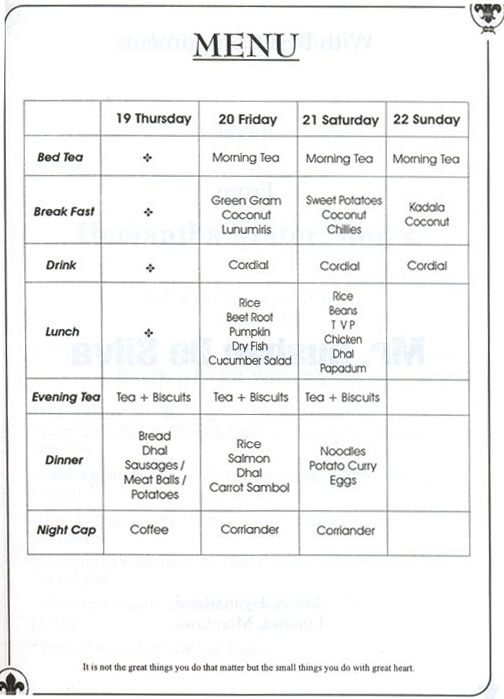 MENU
19 Thursday 20 Friday 21 Saturday 22 Sunday
Bed Tea ❖ Morning Tea Morning Tea Morning Tea
Break Fast ❖
Green Gram
Coconut
Lunumiris
Sweet Potatoes
Coconut
Chillies
Kadala
Coconut
Drink ❖ Cordial Cordial Cordial
Lunch ❖
Rice
Beet Root
Pumpkin
Dry Fish
Cucumber Salad
Rice
Beans
T V P
Chicken
Dhal
Papadum
Evening Tea Tea + Biscuits Tea + Biscuits Tea + Biscuits
Dinner
Bread
Dhal
Sausages /
Meat Balls /
Potatoes
Rice
Salmon
Dhal
Carrot Sambol
Noodles
Potato Curry
Eggs
Night Cap Coffee Corriander Corriander
It is not the great things you do that matter but the small things you do with great heart.